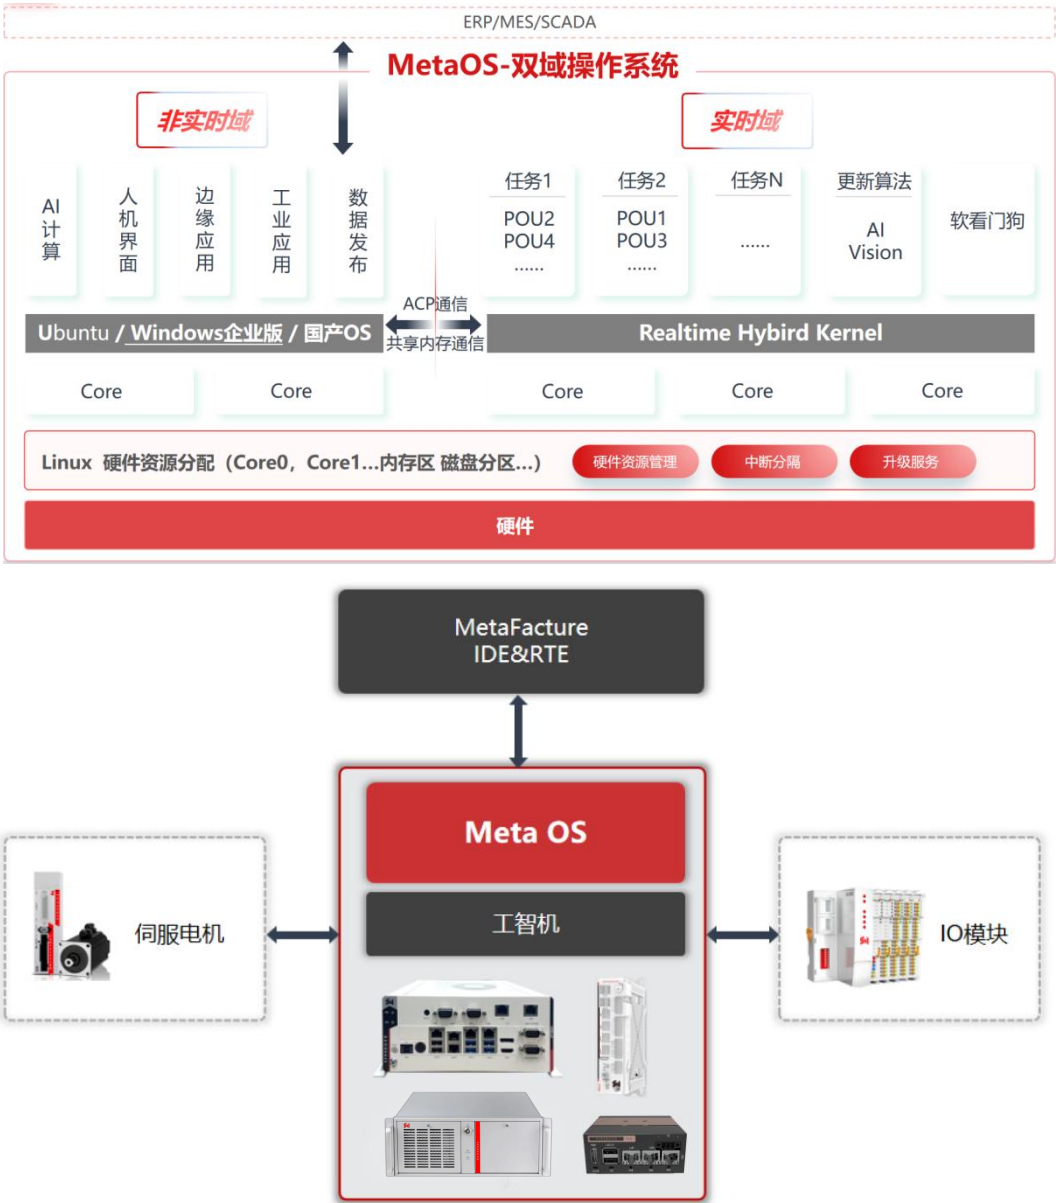 ERP/MES/SCADA
MetaOS-双域操作系统
非实时域
实时域
AI计算
人机界面
边缘应用
工业应用
数据发布
任务1
POU2
POU4
......
任务2
POU1
POU3
......
任务N
......
更新算法
AI
Vision
软看门狗
ACP通信
共享内存通信
Ubuntu / Windows企业版 / 国产OS
Realtime Hybird Kernel
Core
Core
Core
Core
Core
Linux 硬件资源分配（Core0，Core1...内存区 磁盘分区...）
硬件资源管理
中断分隔
升级服务
硬件
MetaFacture
IDE&RTE
Meta OS
工智机
伺服电机
IO模块